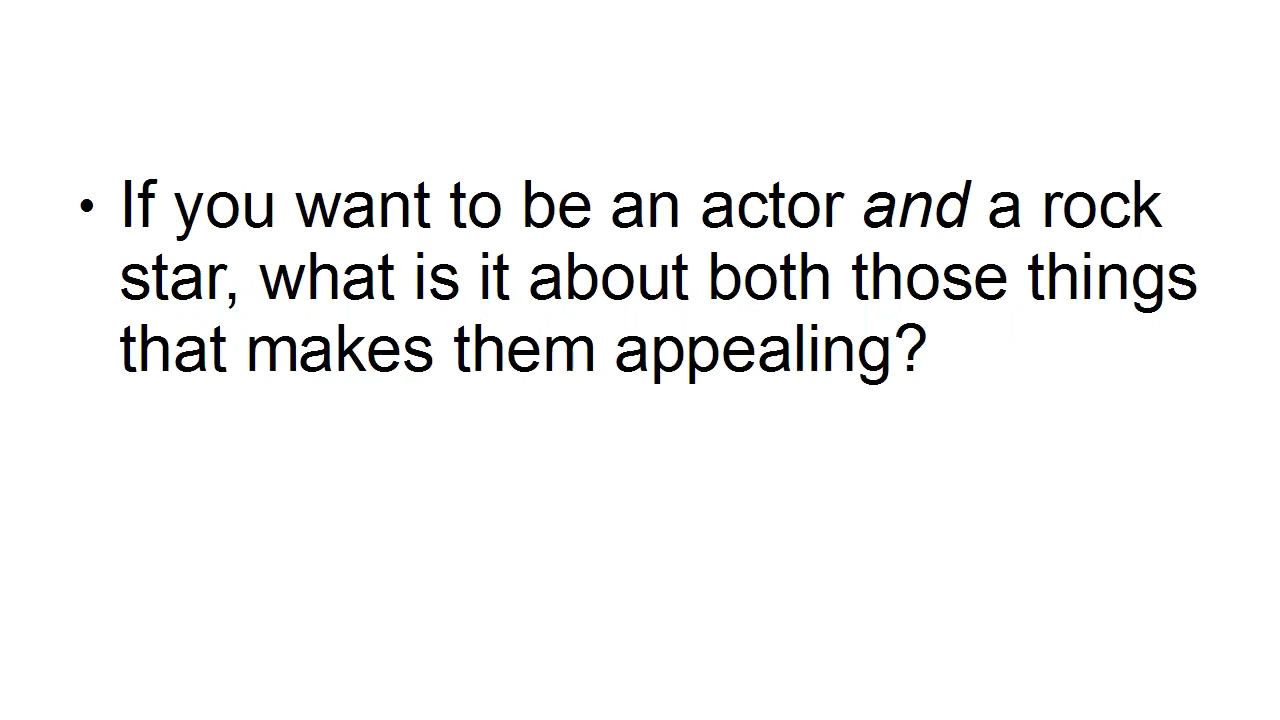 • If you want to be an actor and a rock
star, what is it about both those things
that makes them appealing?